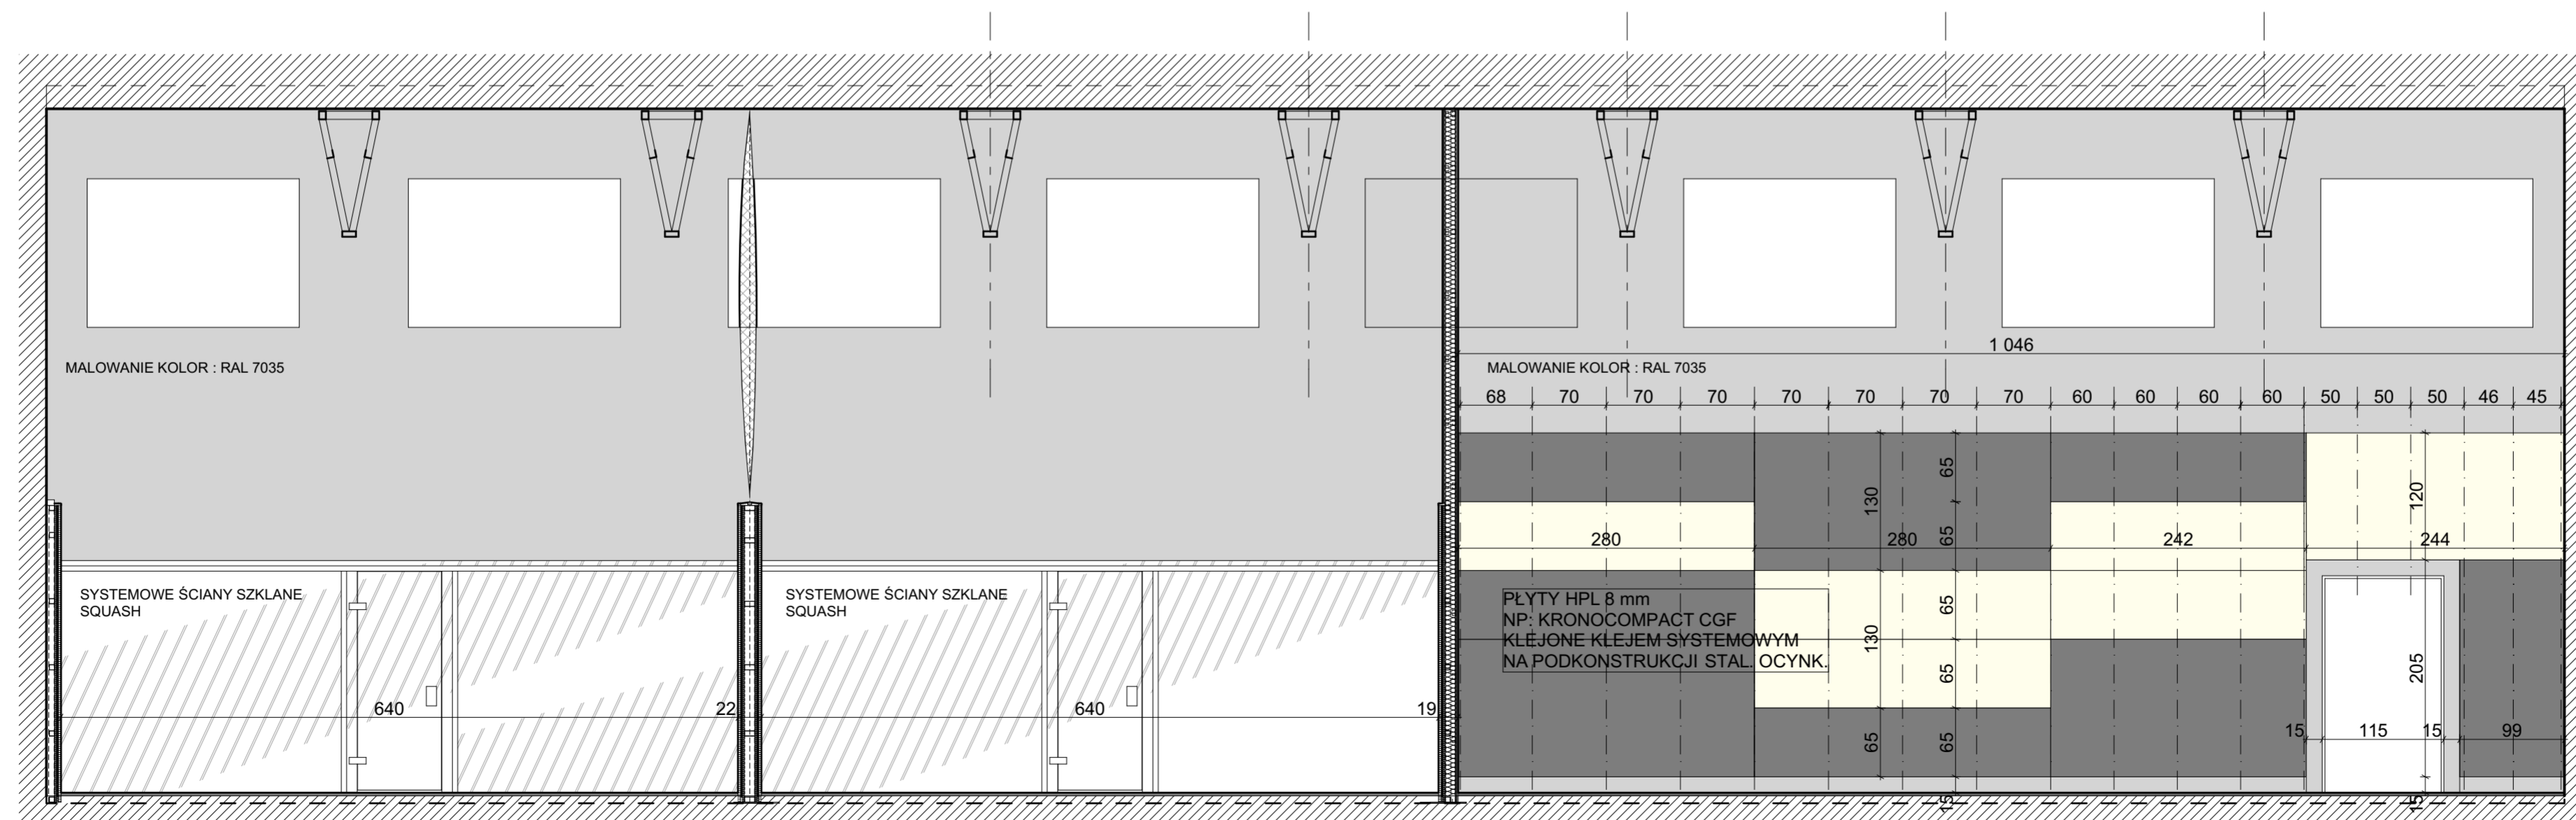 1 046
MALOWANIE KOLOR : RAL 7035
MALOWANIE KOLOR : RAL 7035
68 70 70 70 70 70 70 70 60 60 60 60 50 50 50 46 45
65
130
120
65
280 280 242 244
SYSTEMOWE ŚCIANY SZKLANE
SQUASH
SYSTEMOWE ŚCIANY SZKLANE
SQUASH
PŁYTY HPL 8 mm
NP: KRONOCOMPACT CGF
KLEJONE KLEJEM SYSTEMOWYM
NA PODKONSTRUKCJI STAL. OCYNK.
65
130
65
205
640 22 640 19
15 115 15 99
65
65
15
15